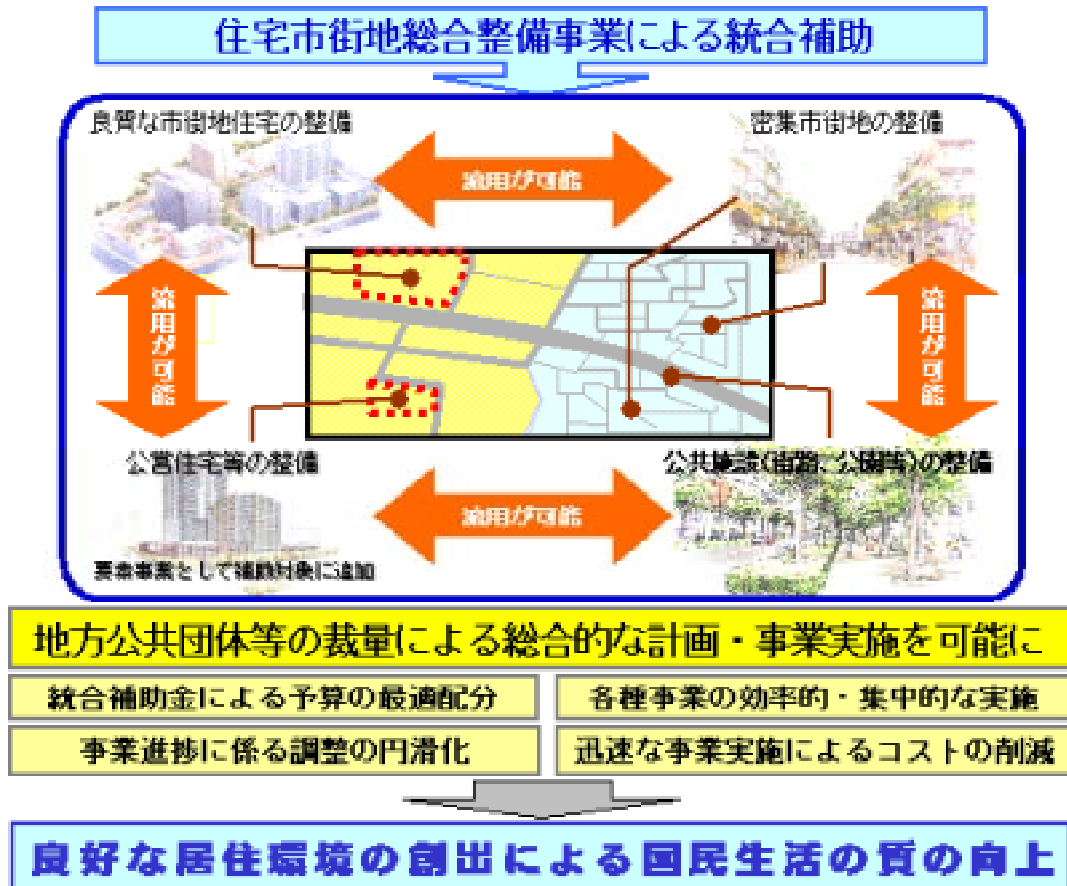 住宅市街地総合整備事業による統合補助
良質な市街地住宅の整備
密集市街地の整備
流用が可能
流用が可能
流用が可能
公営住宅等の整備
公共施設(街路、公園等)の整備
流用が可能
要素事業として補助対象に追加
地方公共団体等の裁量による総合的な計画・事業実施を可能に
統合補助金による予算の最適配分
各種事業の効率的・集中的な実施
事業進捗に係る調整の円滑化
迅速な事業実施によるコストの削減
良好な居住環境の創出による国民生活の質の向上